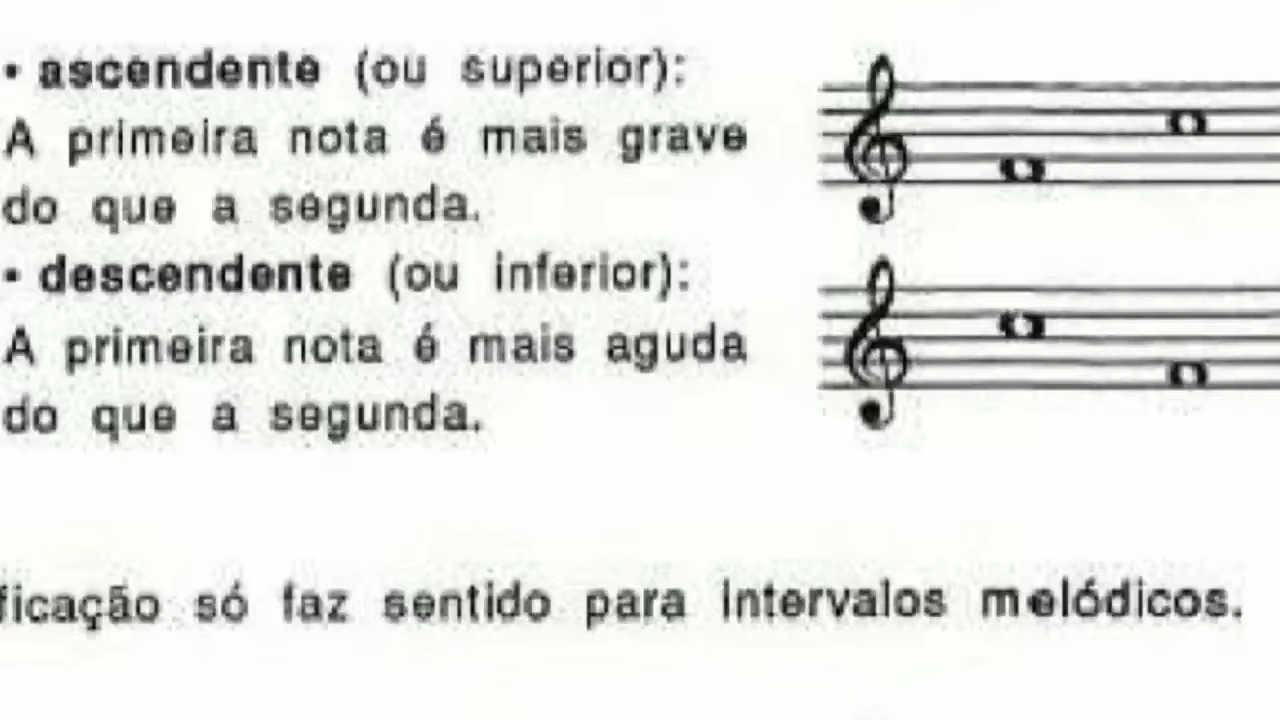 • ascendente (ou superior):
A primeira nota é mais grave
do que a segunda.
• descendente (ou inferior):
A primeira nota é mais aguda
do que a segunda.
ficação só faz sentido para intervalos melódicos.